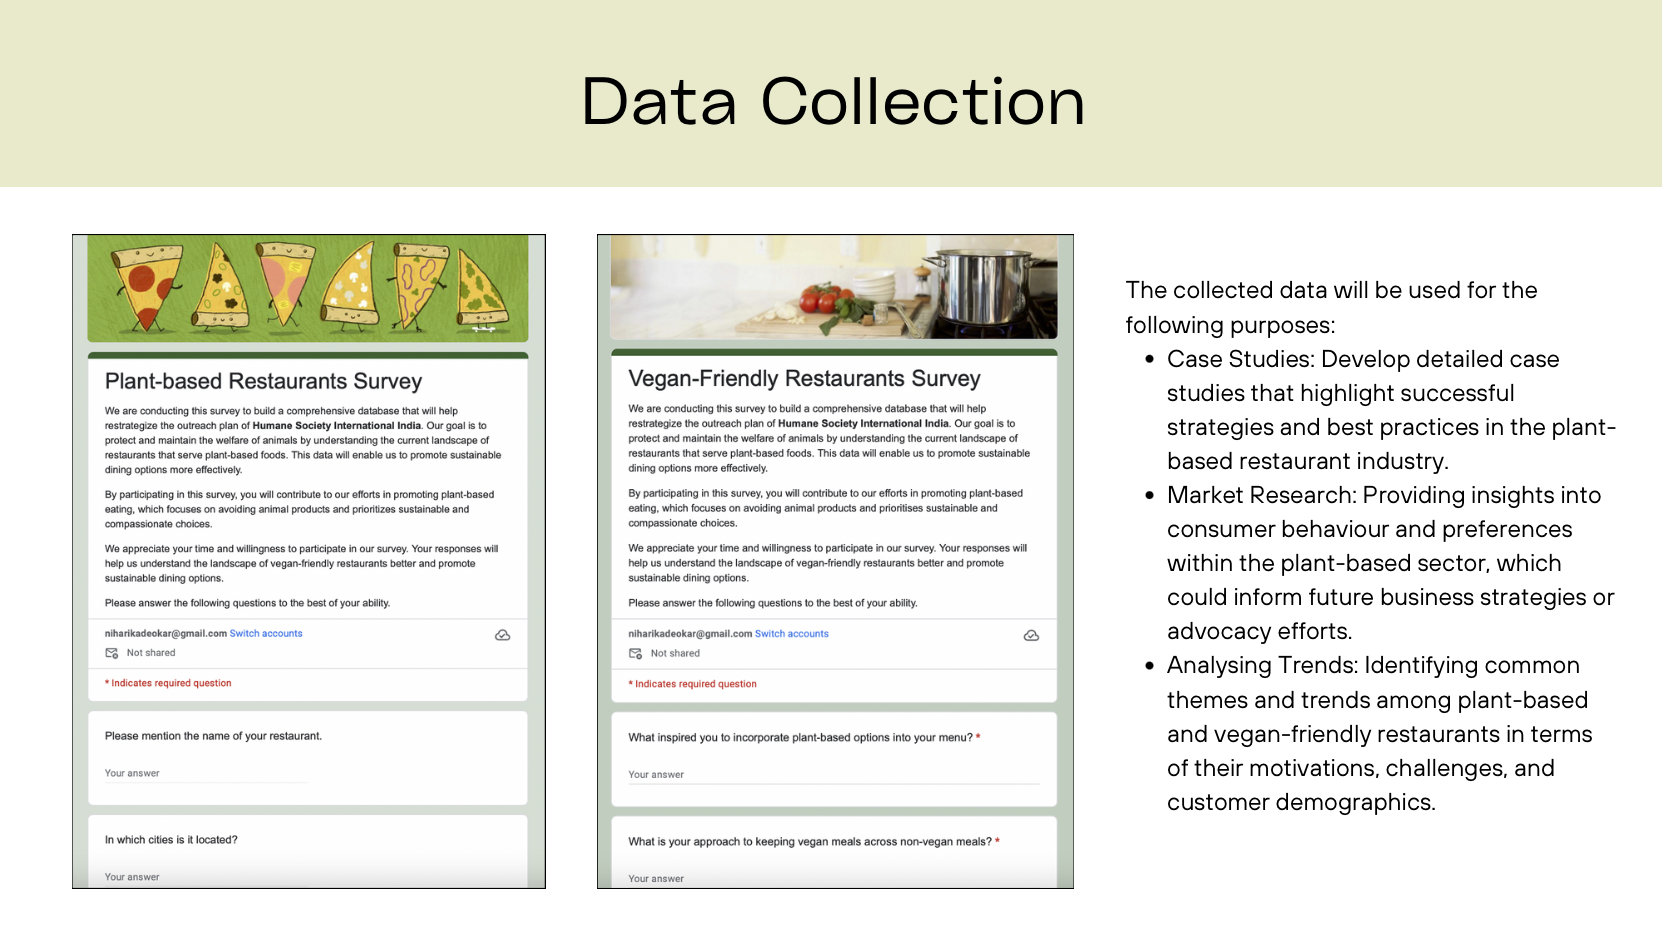 Data Collection
Plant-based Restaurants Survey
We are conducting this survey to build a comprehensive database that will help
restrategize the outreach plan of Humane Society International India. Our goal is to
protect and maintain the welfare of animals by understanding the current landscape of
restaurants that serve plant-based foods. This data will enable us to promote sustainable
dining options more effectively.
By participating in this survey, you will contribute to our efforts in promoting plant-based
eating, which focuses on avoiding animal products and prioritizes sustainable and
compassionate choices.
We appreciate your time and willingness to participate in our survey. Your responses will
help us understand the landscape of vegan-friendly restaurants better and promote
sustainable dining options.
Please answer the following questions to the best of your ability.
niharikadeokar@gmail.com Switch accounts
Not shared
* Indicates required question
Please mention the name of your restaurant.
Your answer
In which cities is it located?
Your answer
Vegan-Friendly Restaurants Survey
We are conducting this survey to build a comprehensive database that will help
restrategize the outreach plan of Humane Society International India. Our goal is to
protect and maintain the welfare of animals by understanding the current landscape of
restaurants that serve plant-based foods. This data will enable us to promote sustainable
dining options more effectively.
By participating in this survey, you will contribute to our efforts in promoting plant-based
eating, which focuses on avoiding animal products and prioritises sustainable and
compassionate choices.
We appreciate your time and willingness to participate in our survey. Your responses will
help us understand the landscape of vegan-friendly restaurants better and promote
sustainable dining options.
Please answer the following questions to the best of your ability.
niharikadeokar@gmail.com Switch accounts
Not shared
* Indicates required question
What inspired you to incorporate plant-based options into your menu? *
Your answer
What is your approach to keeping vegan meals across non-vegan meals? *
Your answer
The collected data will be used for the
following purposes:
• Case Studies: Develop detailed case
studies that highlight successful
strategies and best practices in the plant-
based restaurant industry.
• Market Research: Providing insights into
consumer behaviour and preferences
within the plant-based sector, which
could inform future business strategies or
advocacy efforts.
• Analysing Trends: Identifying common
themes and trends among plant-based
and vegan-friendly restaurants in terms
of their motivations, challenges, and
customer demographics.